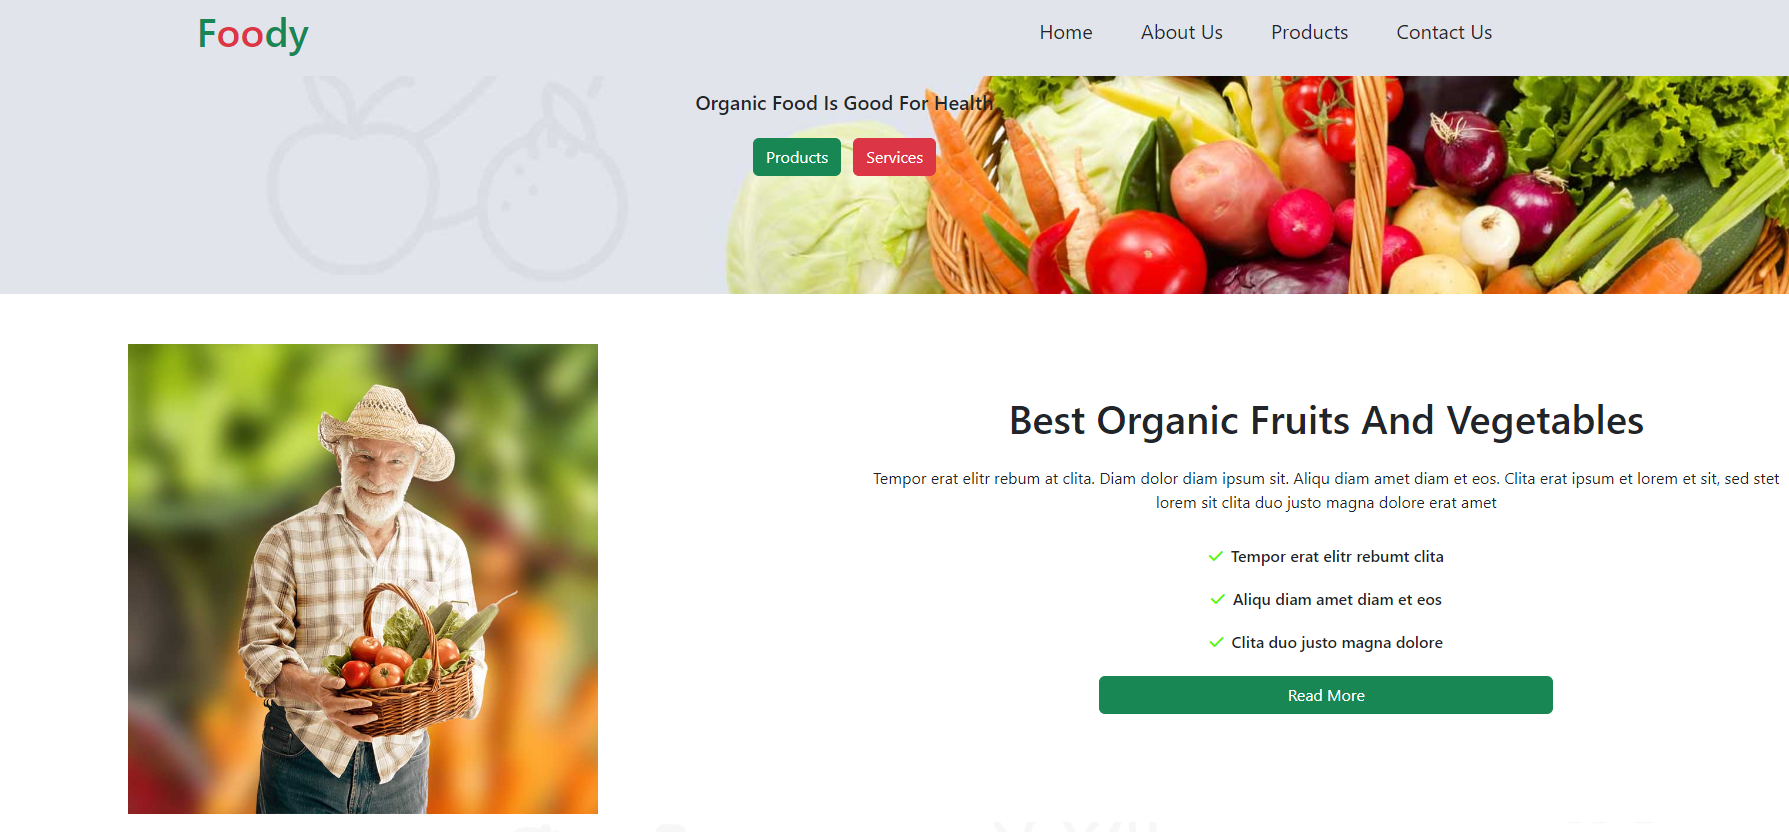 Foody
Home
About Us
Products
Contact Us
Organic Food Is Good For Health
Products
Services
Best Organic Fruits And Vegetables
Tempor erat elitr rebum at clita. Diam dolor diam ipsum sit. Aliqu diam amet diam et eos. Clita erat ipsum et lorem et sit, sed stet
lorem sit clita duo justo magna dolore erat amet
Tempor erat elitr rebumt clita
Aliqu diam amet diam et eos
Clita duo justo magna dolore
Read More